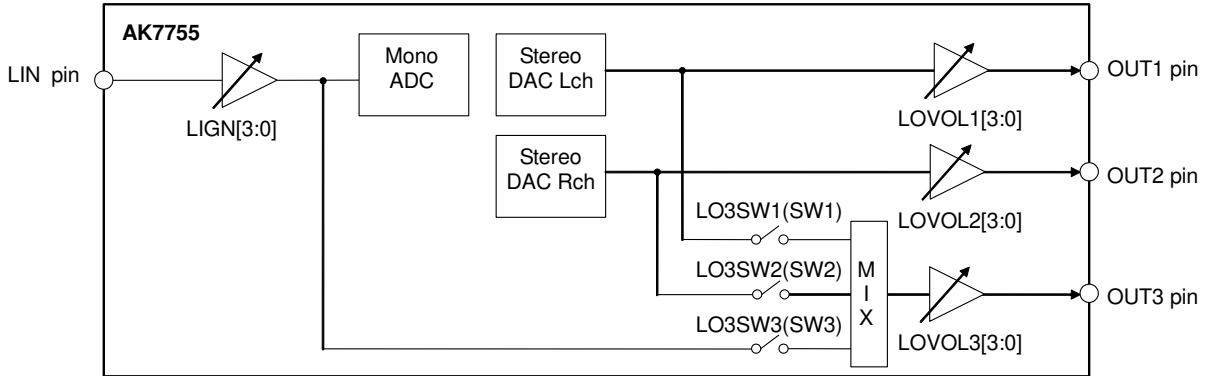 AK7755
LIN pin
Mono
ADC
Stereo
DAC Lch
OUT1 pin
LIGN[3:0]
LOVOL1[3:0]
Stereo
DAC Rch
OUT2 pin
LO3SW1(SW1)
LOVOL2[3:0]
LO3SW2(SW2)
M
I
X
OUT3 pin
LO3SW3(SW3)
LOVOL3[3:0]